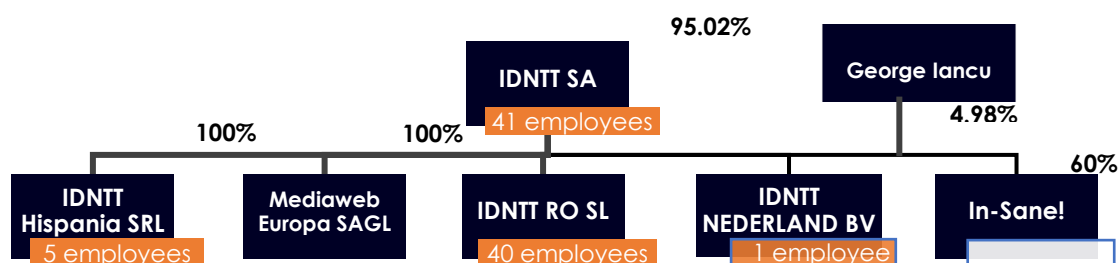 95.02%
IDNTT SA
George Iancu
41 employees
4.98%
100%
100%
60%
IDNTT
Hispania SRL
Mediaweb
Europa SAGL
IDNTT RO SL
IDNTT
NEDERLAND BV
In-Sane!
5 employees
40 employees
1 employee